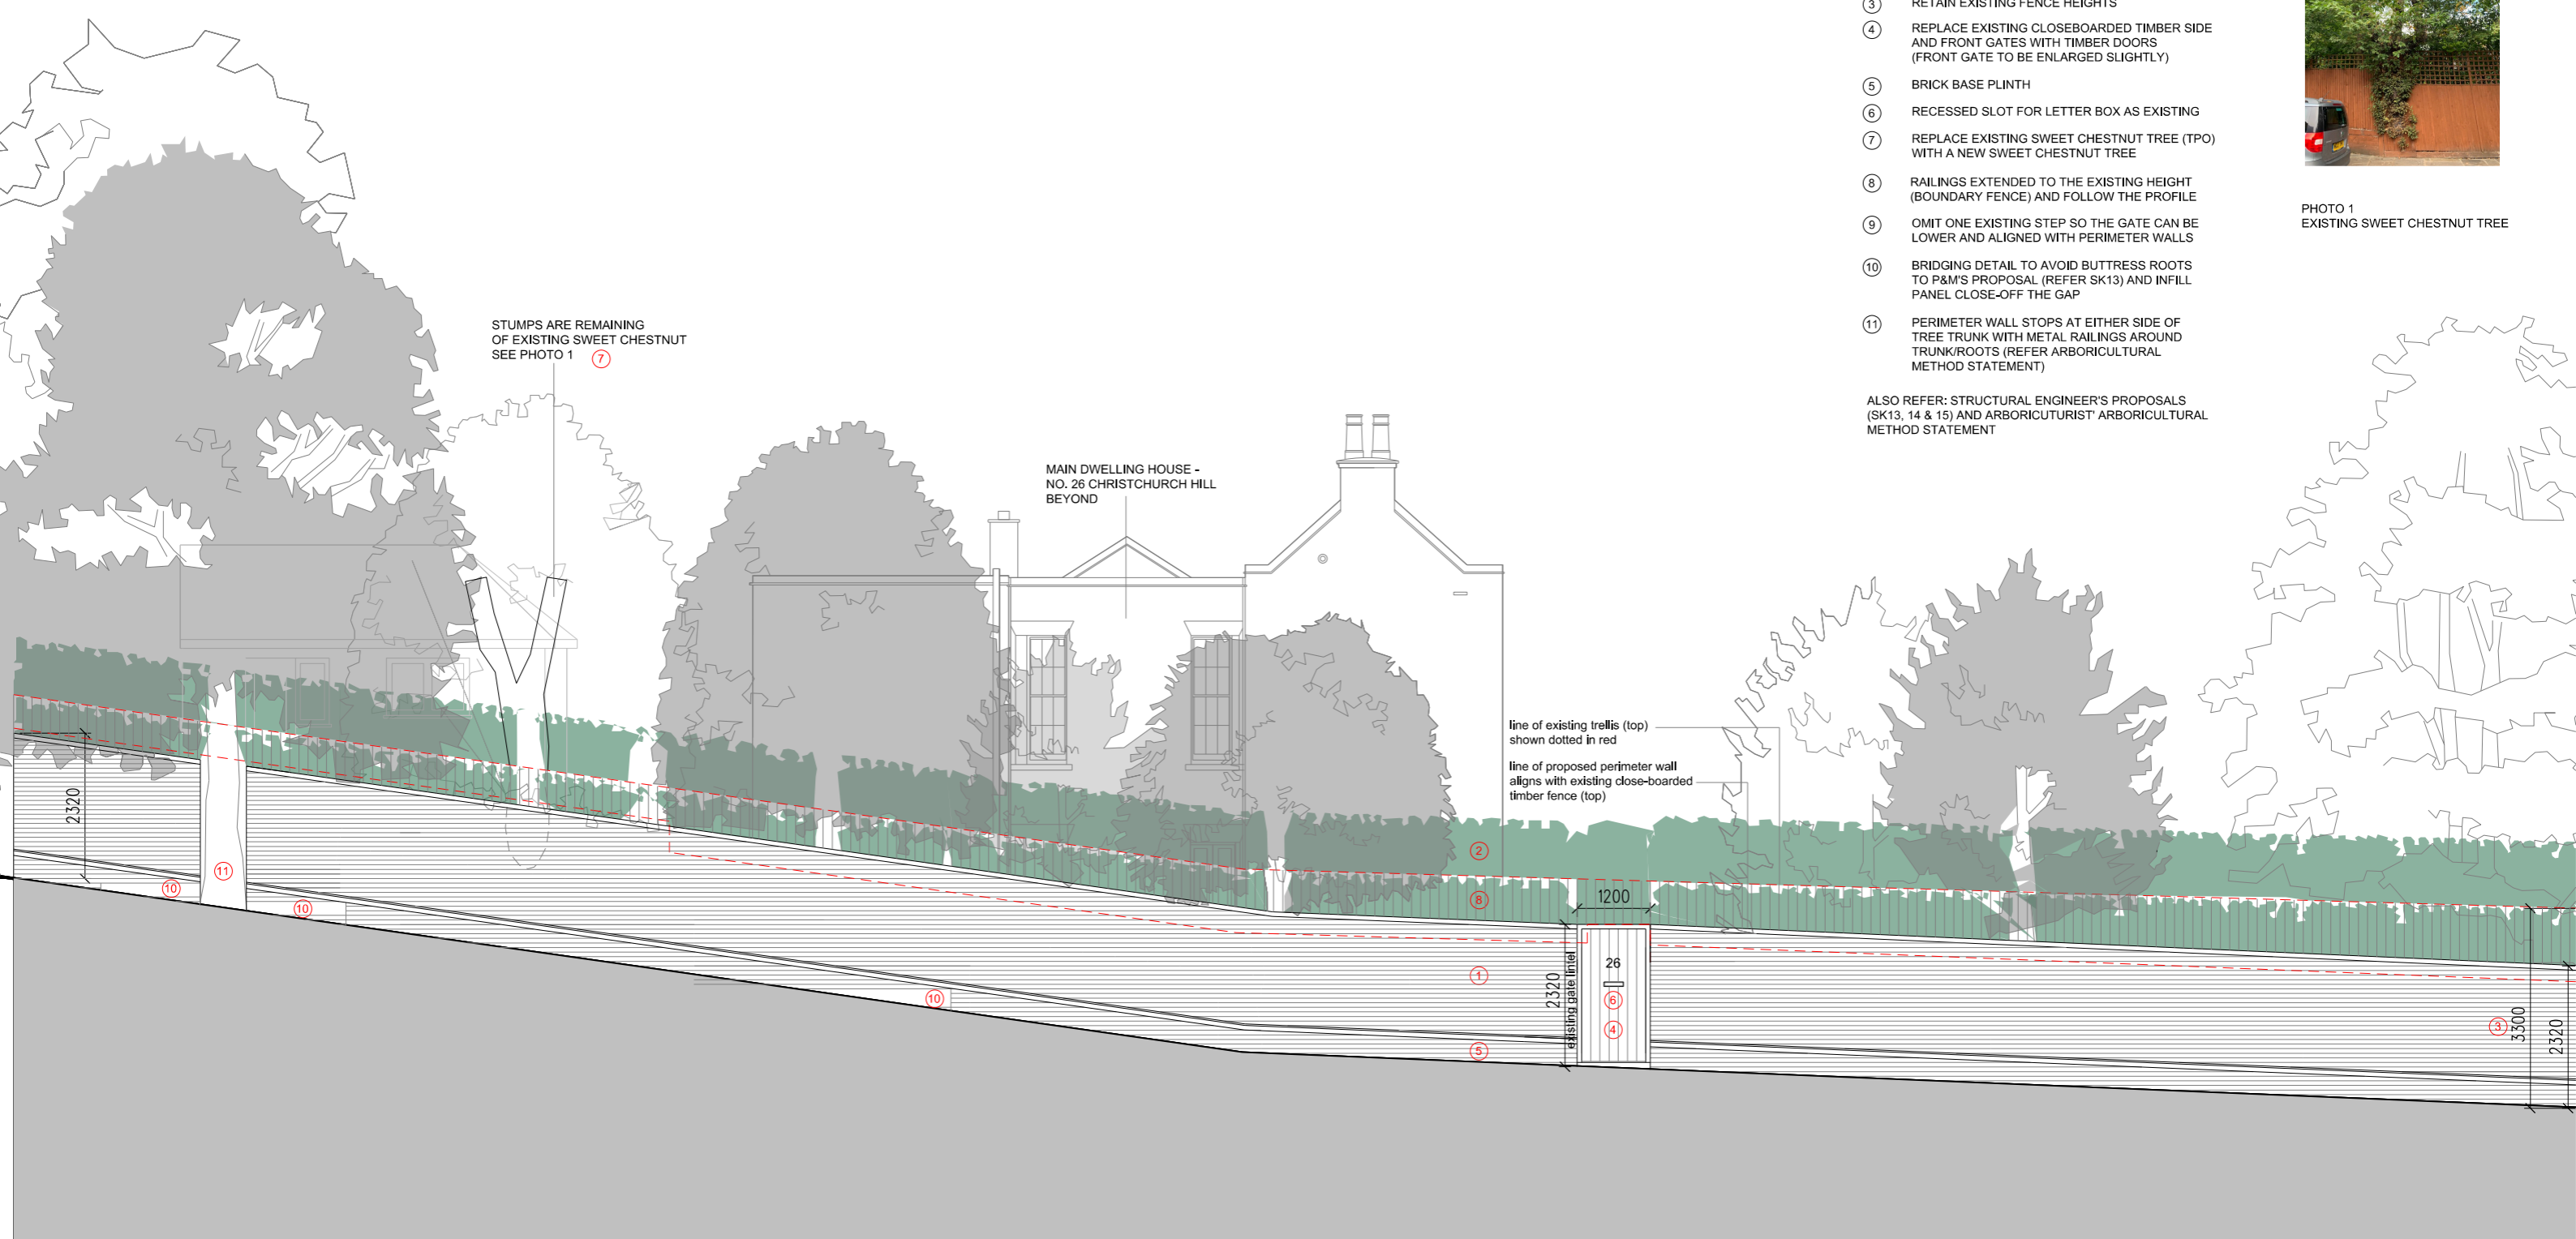 ③ RETAIN EXISTING FENCE HEIGHTS
④ REPLACE EXISTING CLOSEBOARDED TIMBER SIDE
AND FRONT GATES WITH TIMBER DOORS
(FRONT GATE TO BE ENLARGED SLIGHTLY)
⑤ BRICK BASE PLINTH
⑥ RECESSED SLOT FOR LETTER BOX AS EXISTING
⑦ REPLACE EXISTING SWEET CHESTNUT TREE (TPO)
WITH A NEW SWEET CHESTNUT TREE
⑧ RAILINGS EXTENDED TO THE EXISTING HEIGHT
(BOUNDARY FENCE) AND FOLLOW THE PROFILE
⑨ OMIT ONE EXISTING STEP SO THE GATE CAN BE
LOWER AND ALIGNED WITH PERIMETER WALLS
⑩ BRIDGING DETAIL TO AVOID BUTTRESS ROOTS
TO P&M'S PROPOSAL (REFER SK13) AND INFILL
PANEL CLOSE-OFF THE GAP
⑪ PERIMETER WALL STOPS AT EITHER SIDE OF
TREE TRUNK WITH METAL RAILINGS AROUND
TRUNK/ROOTS (REFER ARBORICULTURAL
METHOD STATEMENT)
ALSO REFER: STRUCTURAL ENGINEER'S PROPOSALS
(SK13, 14 & 15) AND ARBORICUTURIST' ARBORICULTURAL
METHOD STATEMENT
PHOTO 1
EXISTING SWEET CHESTNUT TREE
STUMPS ARE REMAINING
OF EXISTING SWEET CHESTNUT
SEE PHOTO 1 ⑦
MAIN DWELLING HOUSE -
NO. 26 CHRISTCHURCH HILL
BEYOND
line of existing trellis (top)
shown dotted in red
line of proposed perimeter wall
aligns with existing close-boarded
timber fence (top)
2320
⑪
⑩
⑩
⑩
②
⑧
1200
①
⑤
2320
existing gate lintel
26
⑥
④
③
3300
2320